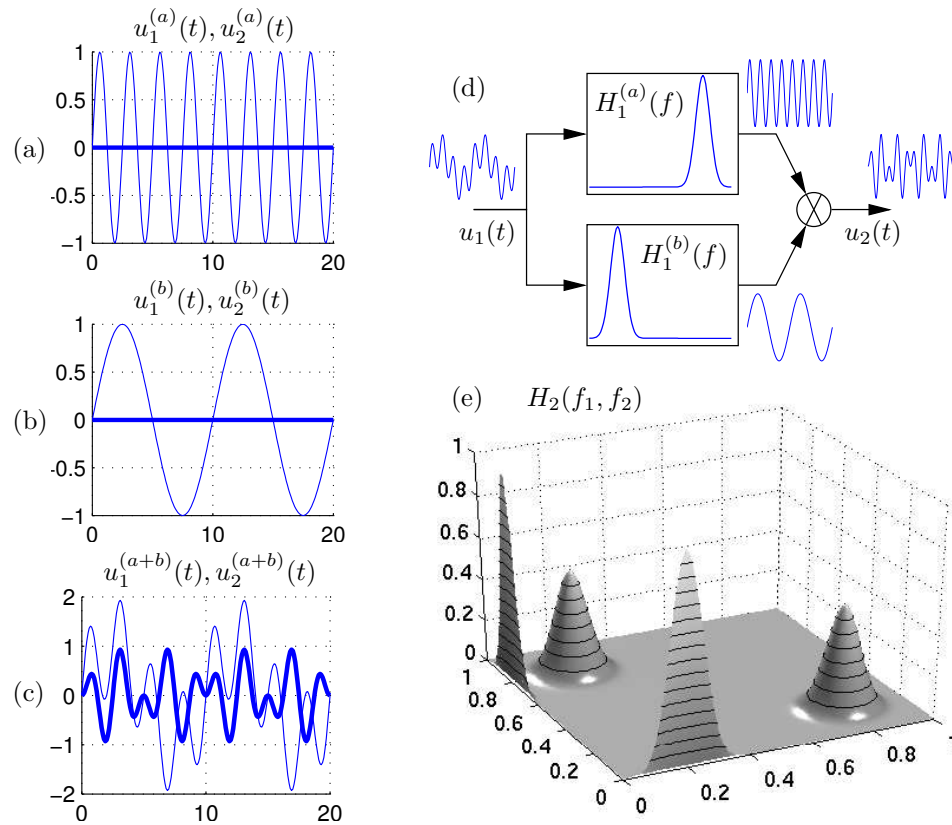 u_1^{(a)}(t), u_2^{(a)}(t)
1
0.5
(a)
0
-0.5
-1
0 10 20
u_1^{(b)}(t), u_2^{(b)}(t)
1
0.5
(b)
0
-0.5
-1
0 10 20
u_1^{(a+b)}(t), u_2^{(a+b)}(t)
2
1
(c)
0
-1
-2
0 10 20
(d)
H_1^{(a)}(f)
u_1(t)
u_2(t)
H_1^{(b)}(f)
(e) H_2(f_1, f_2)
1
0.8
0.6
0.4
0.2
0
1
0.8
0.6
0.4
0.2
0
0
0.2
0.4
0.6
0.8
1